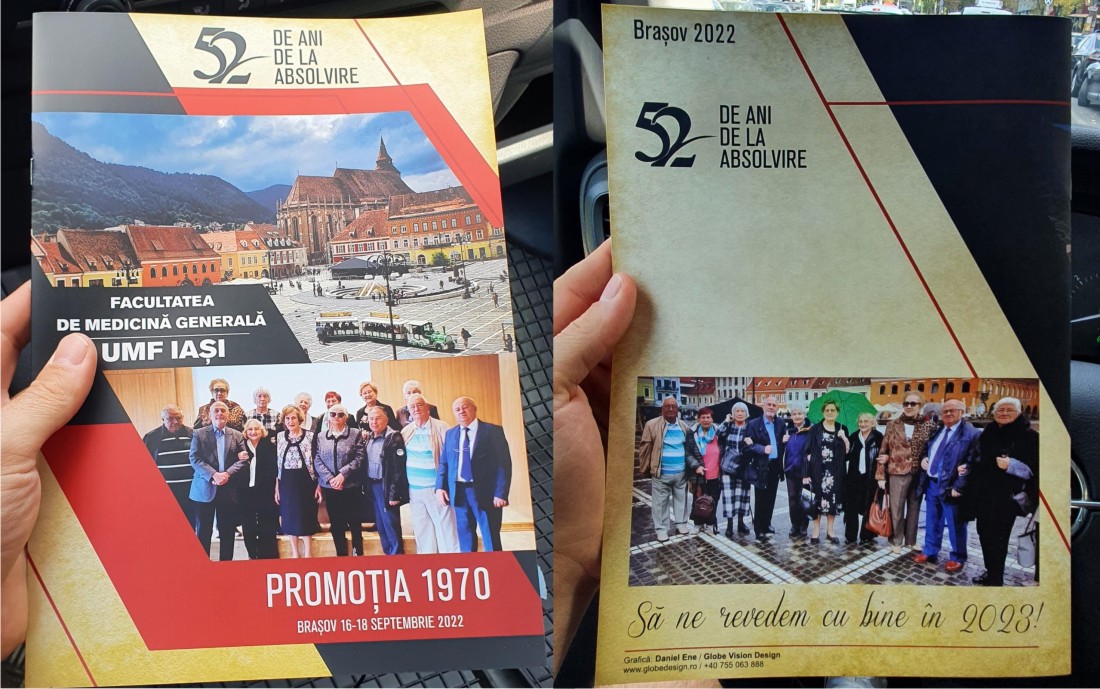 52 DE ANI
DE LA
ABSOLVIRE
FACULTATEA
DE MEDICINĂ GENERALĂ
UMF IAȘI
PROMOȚIA 1970
BRAȘOV 16-18 SEPTEMBRIE 2022
Brașov 2022
52 DE ANI
DE LA
ABSOLVIRE
Să ne revedem cu bine în 2023!
Grafică: Daniel Ene / Globe Vision Design
www.globedesign.ro / +40 755 063 888